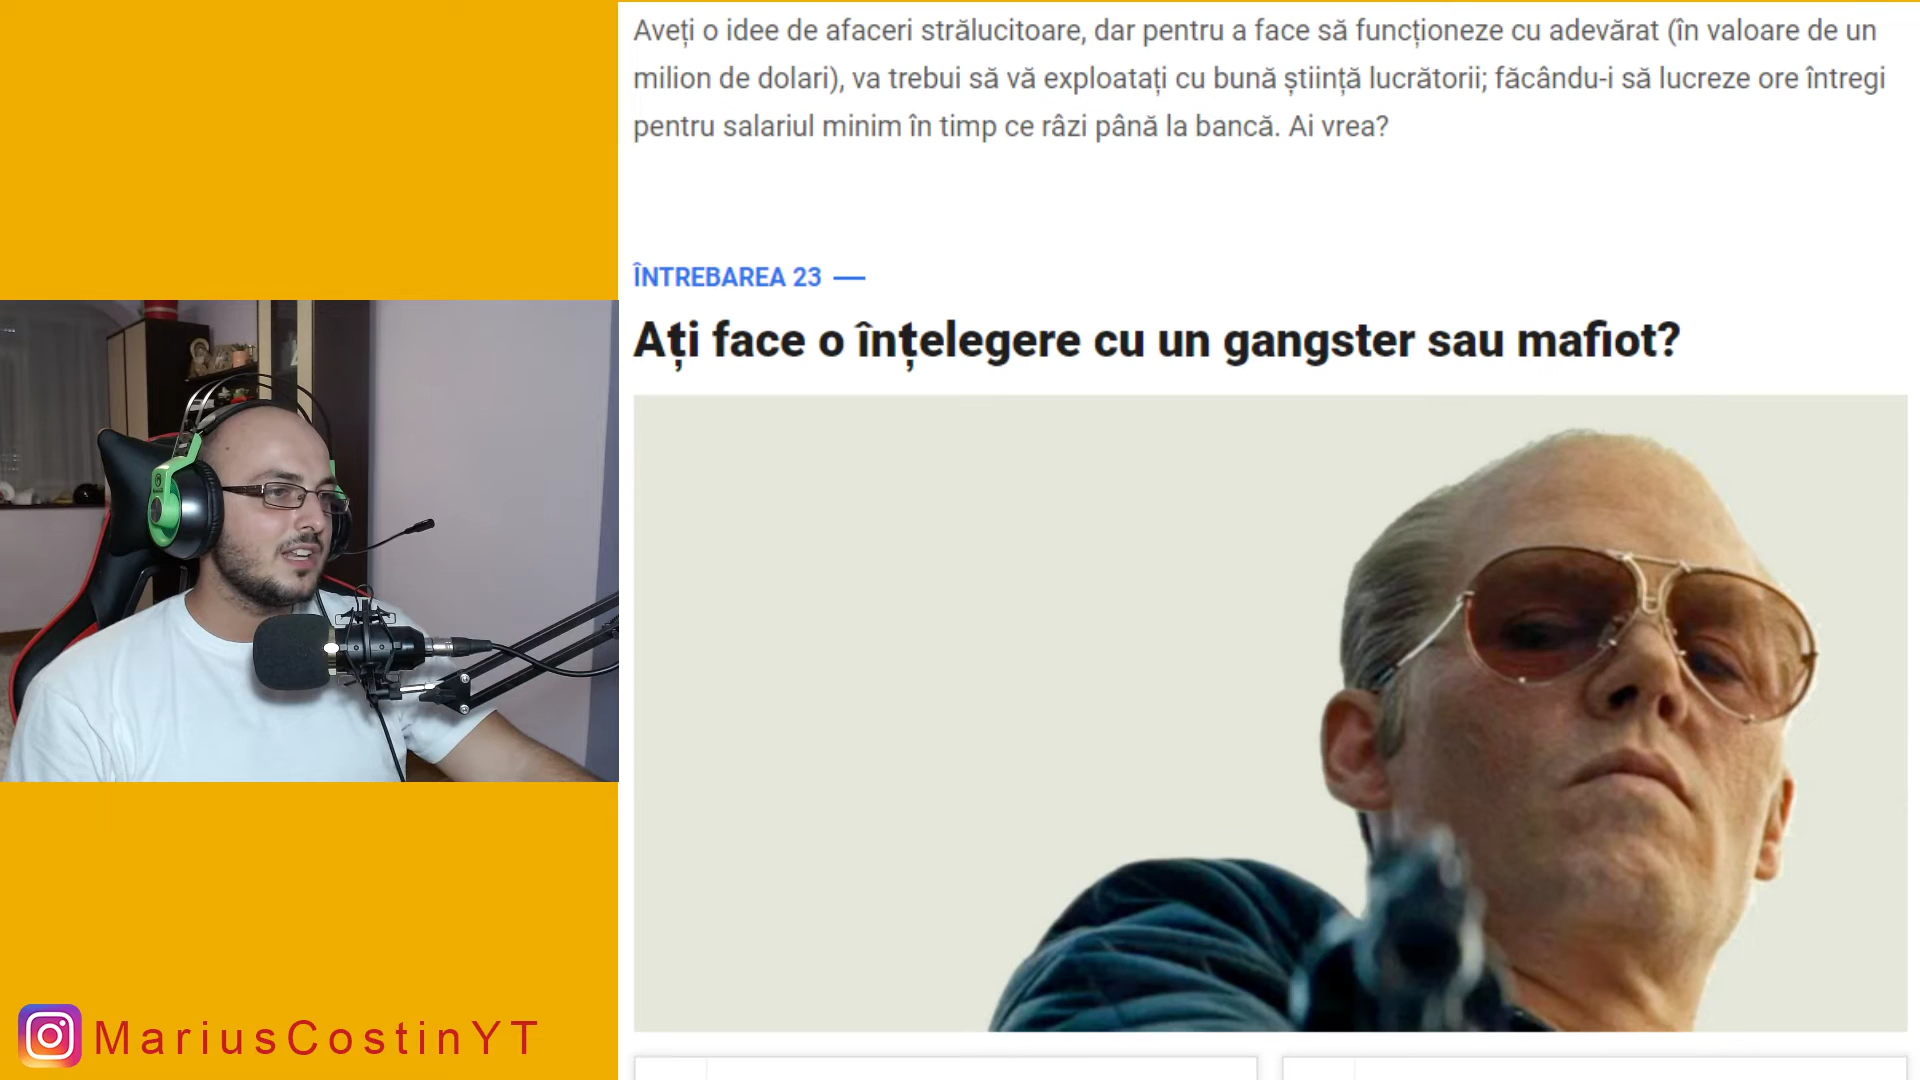 Aveți o idee de afaceri strălucitoare, dar pentru a face să funcționeze cu adevărat (în valoare de un
milion de dolari), va trebui să vă exploatați cu bună știință lucrătorii; făcându-i să lucreze ore întregi
pentru salariul minim în timp ce râzi până la bancă. Ai vrea?
ÎNTREBAREA 23 —
Ați face o înțelegere cu un gangster sau mafiot?
MariusCostinYT